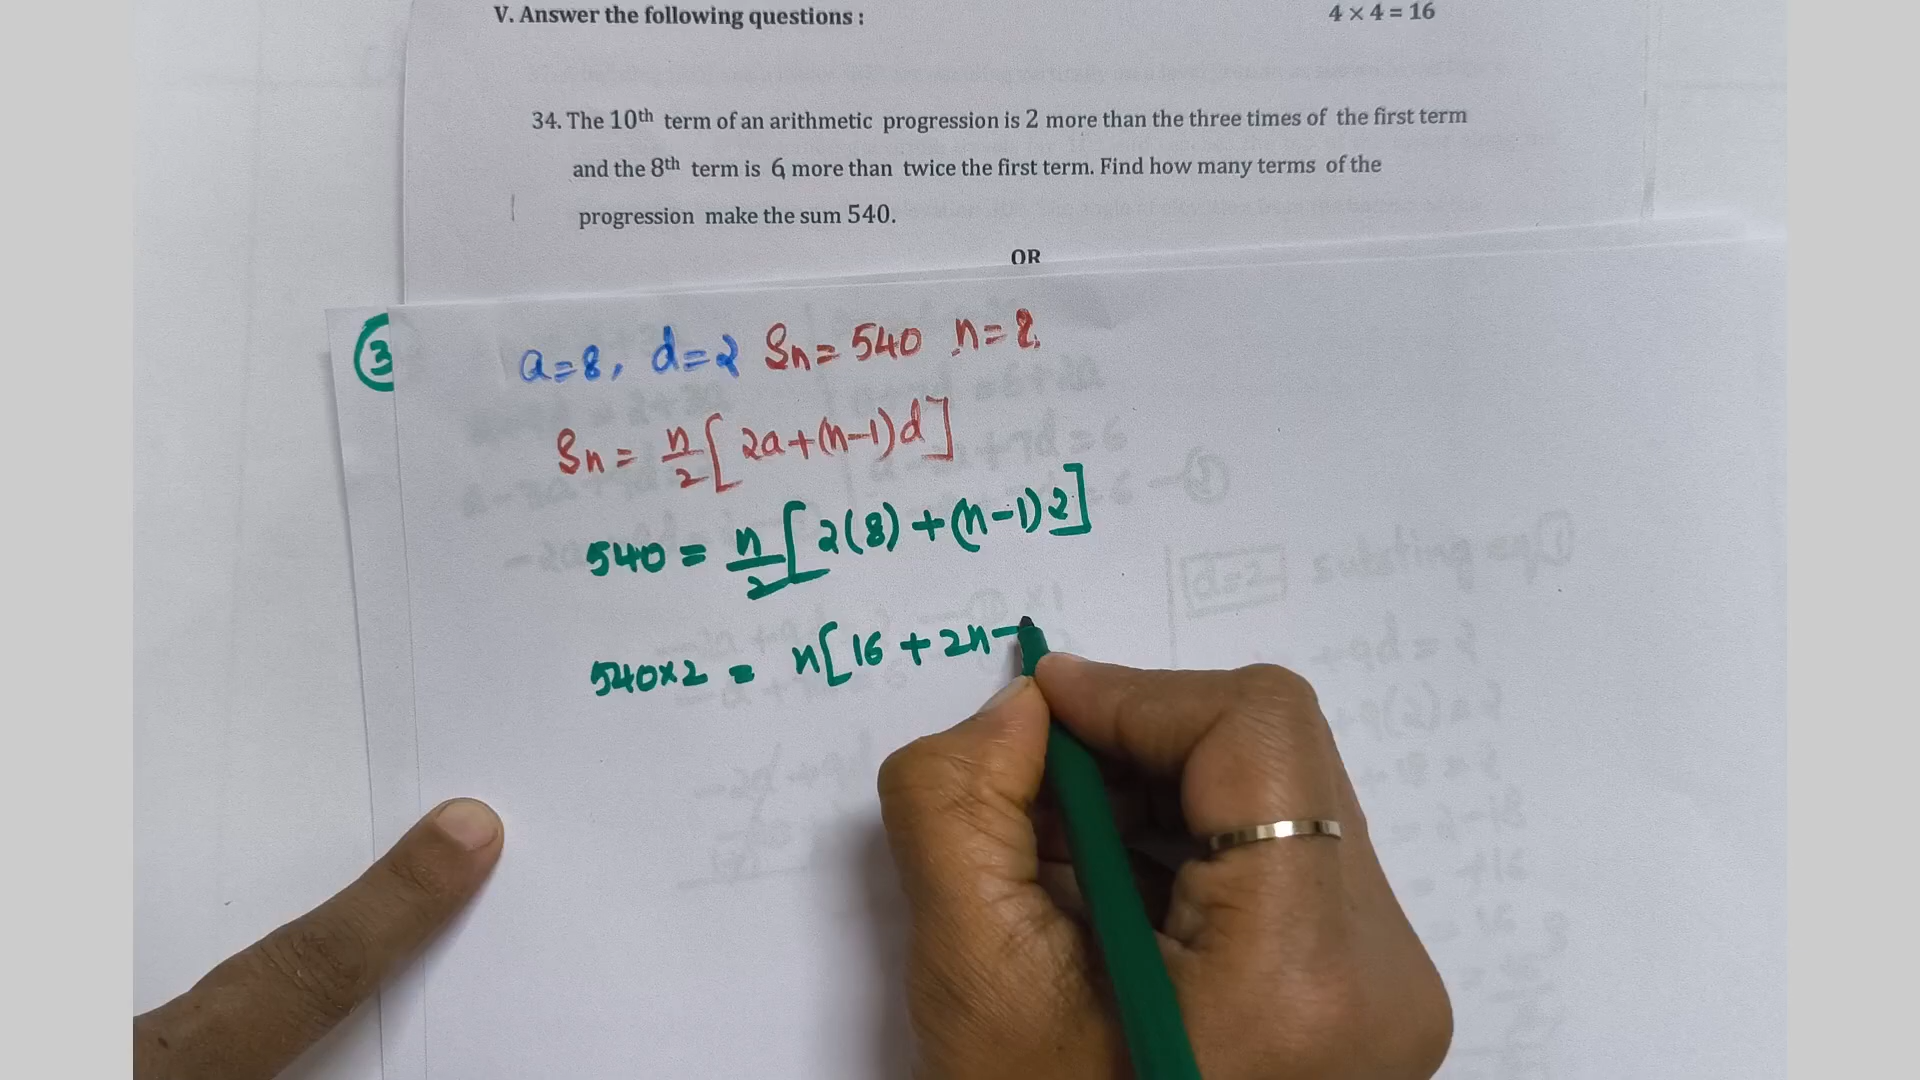 V. Answer the following questions :
4 × 4 = 16
34. The 10th term of an arithmetic progression is 2 more than the three times of the first term
and the 8th term is 6 more than twice the first term. Find how many terms of the
progression make the sum 540.
OR
3
a=8, d=2 Sn=540 n=?
Sn = n/2 [2a+(n-1)d]
540 = n/2 [2(8) + (n-1)2]
540×2 = n[16 + 2n-